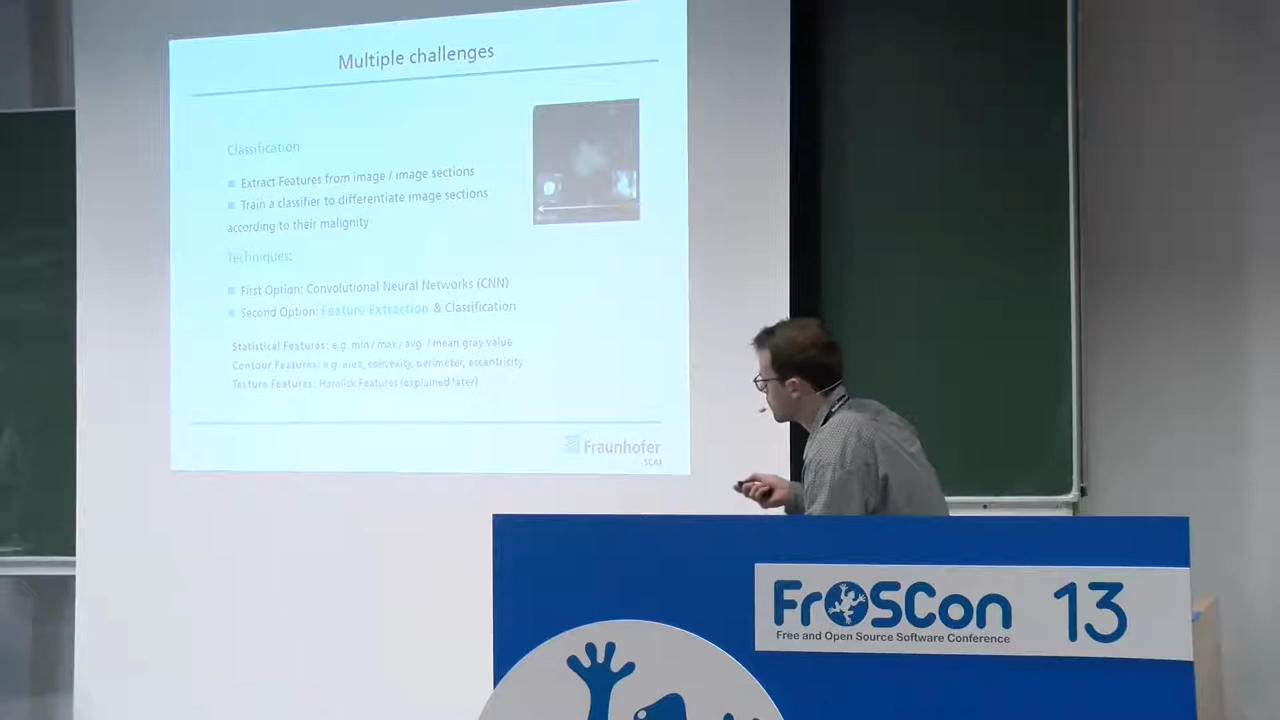 Multiple challenges
Classification
Extract Features from image / image sections
Train a classifier to differentiate image sections
according to their malignity
Techniques:
First Option: Convolutional Neural Networks (CNN)
Second Option: Feature Extraction & Classification
Statistical Features: e.g. min / max / avg / mean gray value
Contour Features: e.g. area, convexity, perimeter, eccentricity
Texture Features: Haralick Features (explained later)
Fraunhofer
SCAI
FrOSCon 13
Free and Open Source Software Conference